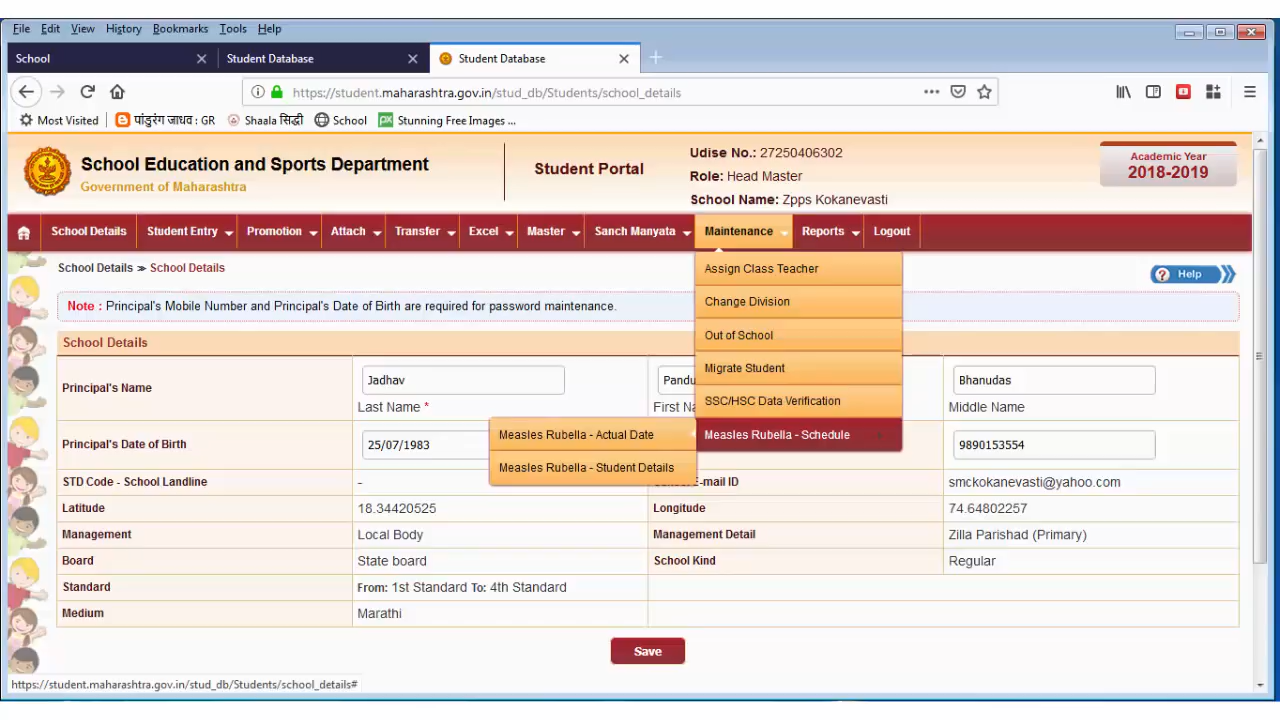 File Edit View History Bookmarks Tools Help
School Student Database Student Database
https://student.maharashtra.gov.in/stud_db/Students/school_details
Most Visited पांडुरंग जाधव : GR Shaala सिद्धी School Stunning Free Images ...
School Education and Sports Department
Government of Maharashtra
Student Portal
Udise No.: 27250406302
Role: Head Master
School Name: Zpps Kokanevasti
Academic Year
2018-2019
School Details Student Entry Promotion Attach Transfer Excel Master Sanch Manyata Maintenance Reports Logout
School Details School Details
Help
Note : Principal's Mobile Number and Principal's Date of Birth are required for password maintenance.
Assign Class Teacher
Change Division
Out of School
Migrate Student
SSC/HSC Data Verification
Measles Rubella - Schedule
Measles Rubella - Actual Date
Measles Rubella - Student Details
School Details
Principal's Name Jadhav Pandu Bhanudas
Last Name * First Middle Name
Principal's Date of Birth 25/07/1983 9890153554
STD Code - School Landline - E-mail ID smckokanevasti@yahoo.com
Latitude 18.34420525 Longitude 74.64802257
Management Local Body Management Detail Zilla Parishad (Primary)
Board State board School Kind Regular
Standard From: 1st Standard To: 4th Standard
Medium Marathi
Save
https://student.maharashtra.gov.in/stud_db/Students/school_details#